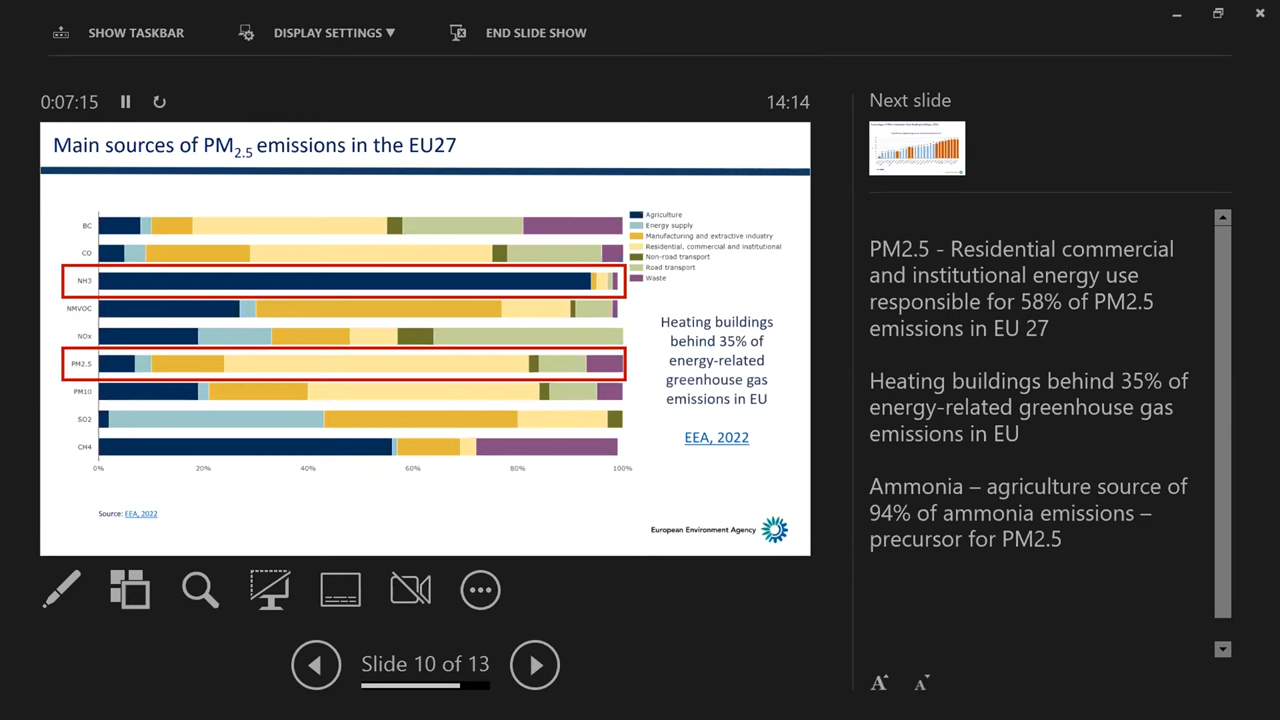 SHOW TASKBAR
DISPLAY SETTINGS ▼
END SLIDE SHOW
0:07:15
14:14
Next slide
Main sources of PM2.5 emissions in the EU27
BC
CO
NH3
NMVOC
NOx
PM2.5
PM10
SO2
CH4
0%
20%
40%
60%
80%
100%
Agriculture
Energy supply
Manufacturing and extractive industry
Residential, commercial and institutional
Non-road transport
Road transport
Waste
Heating buildings
behind 35% of
energy-related
greenhouse gas
emissions in EU
EEA, 2022
Source: EEA, 2022
European Environment Agency
PM2.5 - Residential commercial
and institutional energy use
responsible for 58% of PM2.5
emissions in EU 27
Heating buildings behind 35% of
energy-related greenhouse gas
emissions in EU
Ammonia – agriculture source of
94% of ammonia emissions –
precursor for PM2.5
Slide 10 of 13
A
A